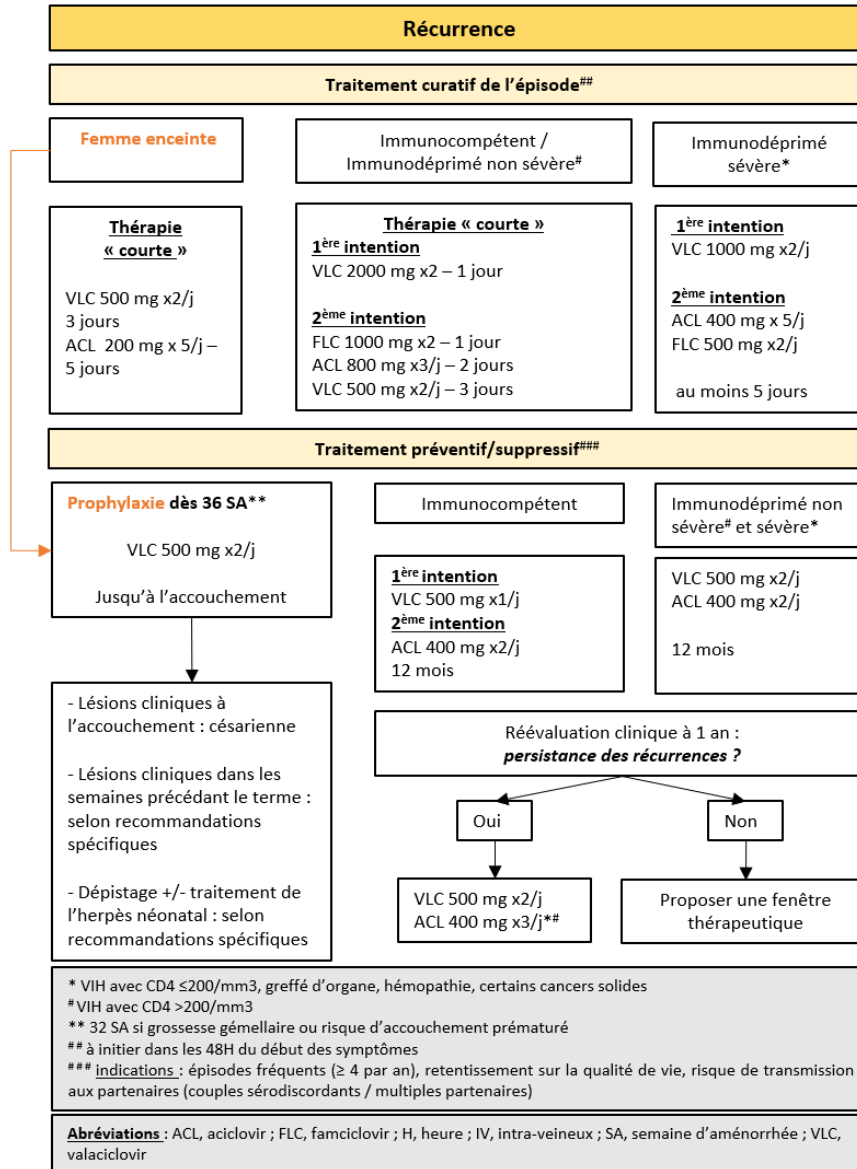 Récurrence
Traitement curatif de l’épisode##
Femme enceinte
Thérapie
« courte »
VLC 500 mg x2/j
3 jours
ACL 200 mg x 5/j –
5 jours
Immunocompétent /
Immunodéprimé non sévère#
Thérapie « courte »
1ère intention
VLC 2000 mg x2 – 1 jour
2ème intention
FLC 1000 mg x2 – 1 jour
ACL 800 mg x3/j – 2 jours
VLC 500 mg x2/j – 3 jours
Immunodéprimé
sévère*
1ère intention
VLC 1000 mg x2/j
2ème intention
ACL 400 mg x 5/j
FLC 500 mg x2/j
au moins 5 jours
Traitement préventif/suppressif###
Prophylaxie dès 36 SA**
VLC 500 mg x2/j
Jusqu’à l’accouchement
- Lésions cliniques à
l’accouchement : césarienne
- Lésions cliniques dans les
semaines précédant le terme :
selon recommandations
spécifiques
- Dépistage +/- traitement de
l’herpès néonatal : selon
recommandations spécifiques
Immunocompétent
1ère intention
VLC 500 mg x1/j
2ème intention
ACL 400 mg x2/j
12 mois
Immunodéprimé non
sévère# et sévère*
VLC 500 mg x2/j
ACL 400 mg x2/j
12 mois
Réévaluation clinique à 1 an :
persistance des récurrences ?
Oui
Non
VLC 500 mg x2/j
ACL 400 mg x3/j*#
Proposer une fenêtre
thérapeutique
* VIH avec CD4 ≤200/mm3, greffé d’organe, hémopathie, certains cancers solides
# VIH avec CD4 >200/mm3
** 32 SA si grossesse gémellaire ou risque d’accouchement prématuré
## à initier dans les 48H du début des symptômes
### indications : épisodes fréquents (≥ 4 par an), retentissement sur la qualité de vie, risque de transmission
aux partenaires (couples sérodiscordants / multiples partenaires)
Abréviations : ACL, aciclovir ; FLC, famciclovir ; H, heure ; IV, intra-veineux ; SA, semaine d’aménorrhée ; VLC,
valaciclovir